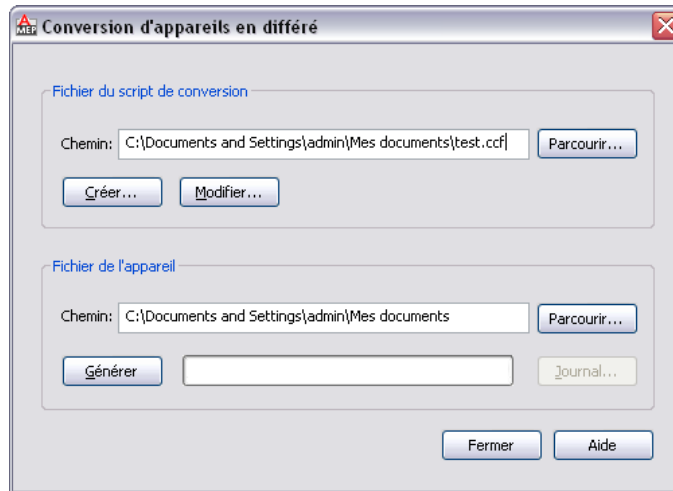 MEP Conversion d'appareils en différé
Fichier du script de conversion
Chemin: C:\Documents and Settings\admin\Mes documents\test.ccf Parcourir...
Créer... Modifier...
Fichier de l'appareil
Chemin: C:\Documents and Settings\admin\Mes documents Parcourir...
Générer Journal...
Fermer Aide